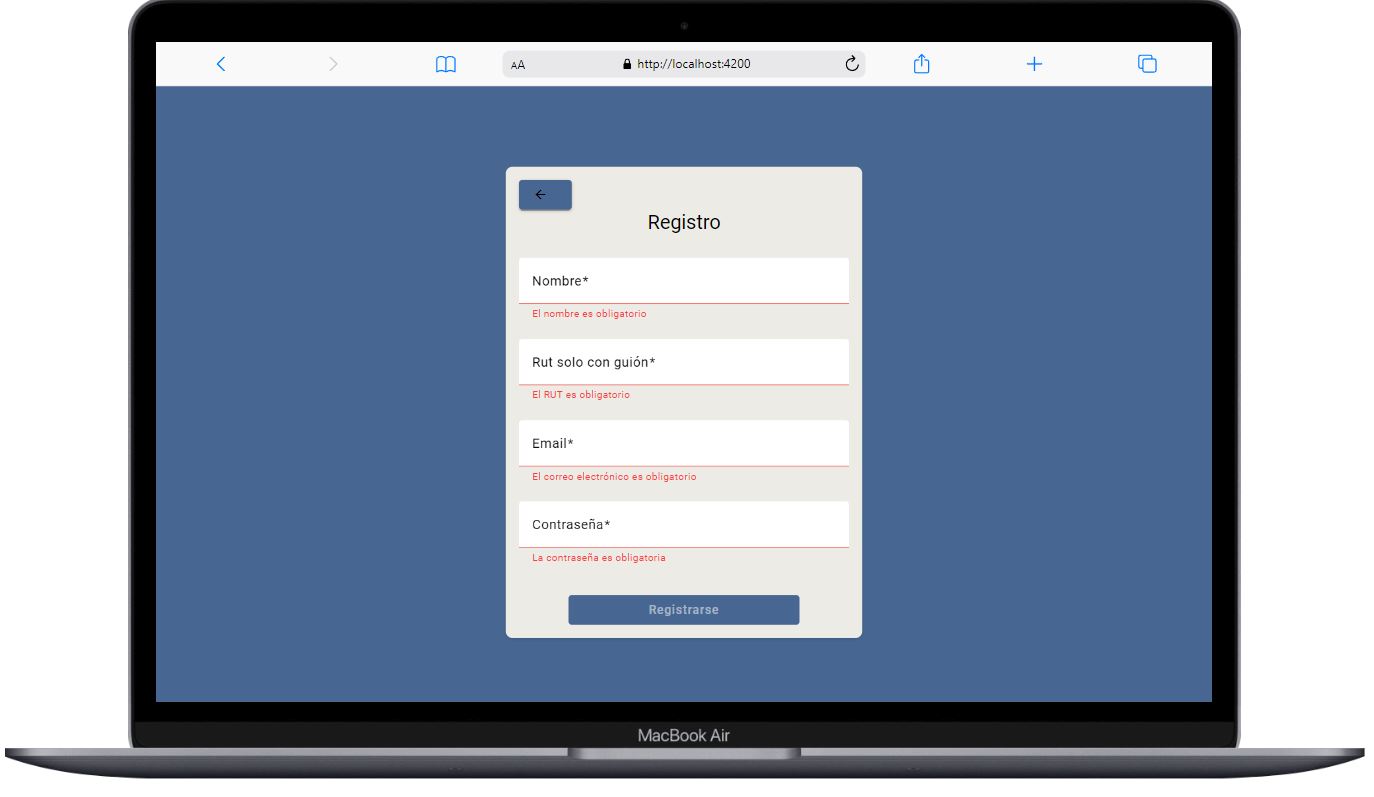 AA
http://localhost:4200
Registro
Nombre*
El nombre es obligatorio
Rut solo con guión*
El RUT es obligatorio
Email*
El correo electrónico es obligatorio
Contraseña*
La contraseña es obligatoria
Registrarse
MacBook Air